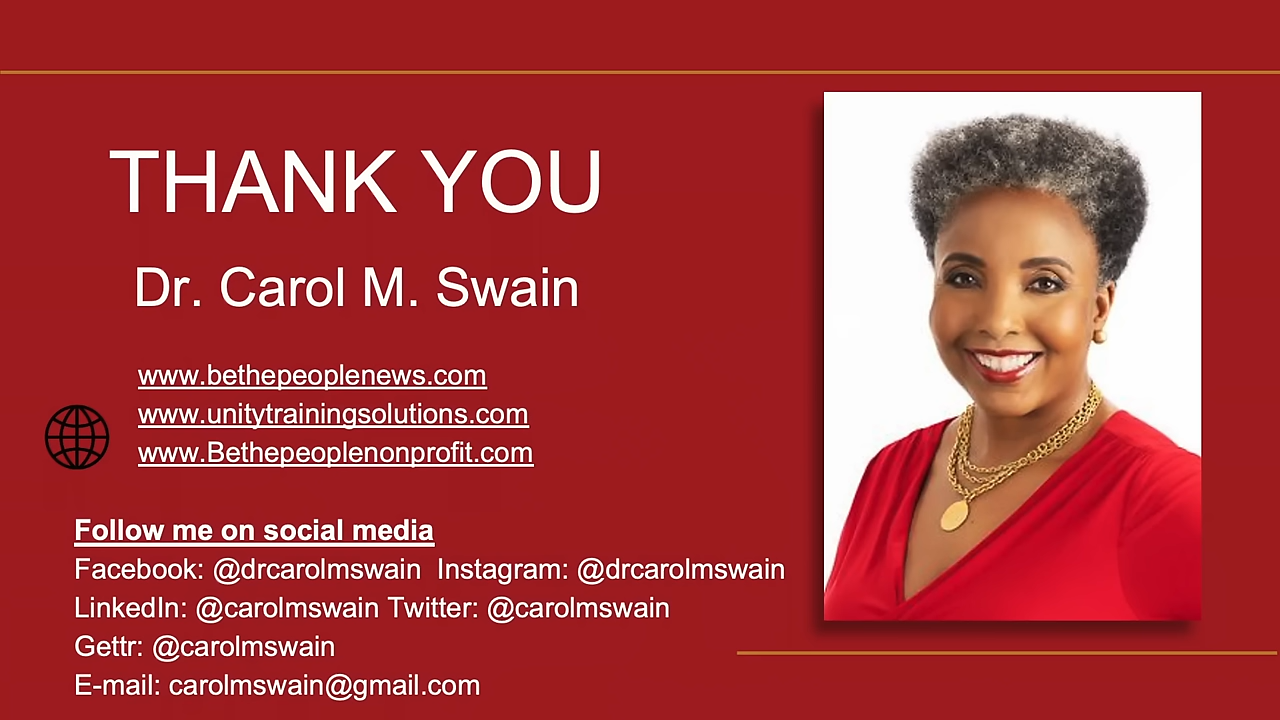 THANK YOU
Dr. Carol M. Swain
www.bethepeoplenews.com
www.unitytrainingsolutions.com
www.Bethepeoplenonprofit.com
Follow me on social media
Facebook: @drcarolmswain  Instagram: @drcarolmswain
LinkedIn: @carolmswain Twitter: @carolmswain
Gettr: @carolmswain
E-mail: carolmswain@gmail.com